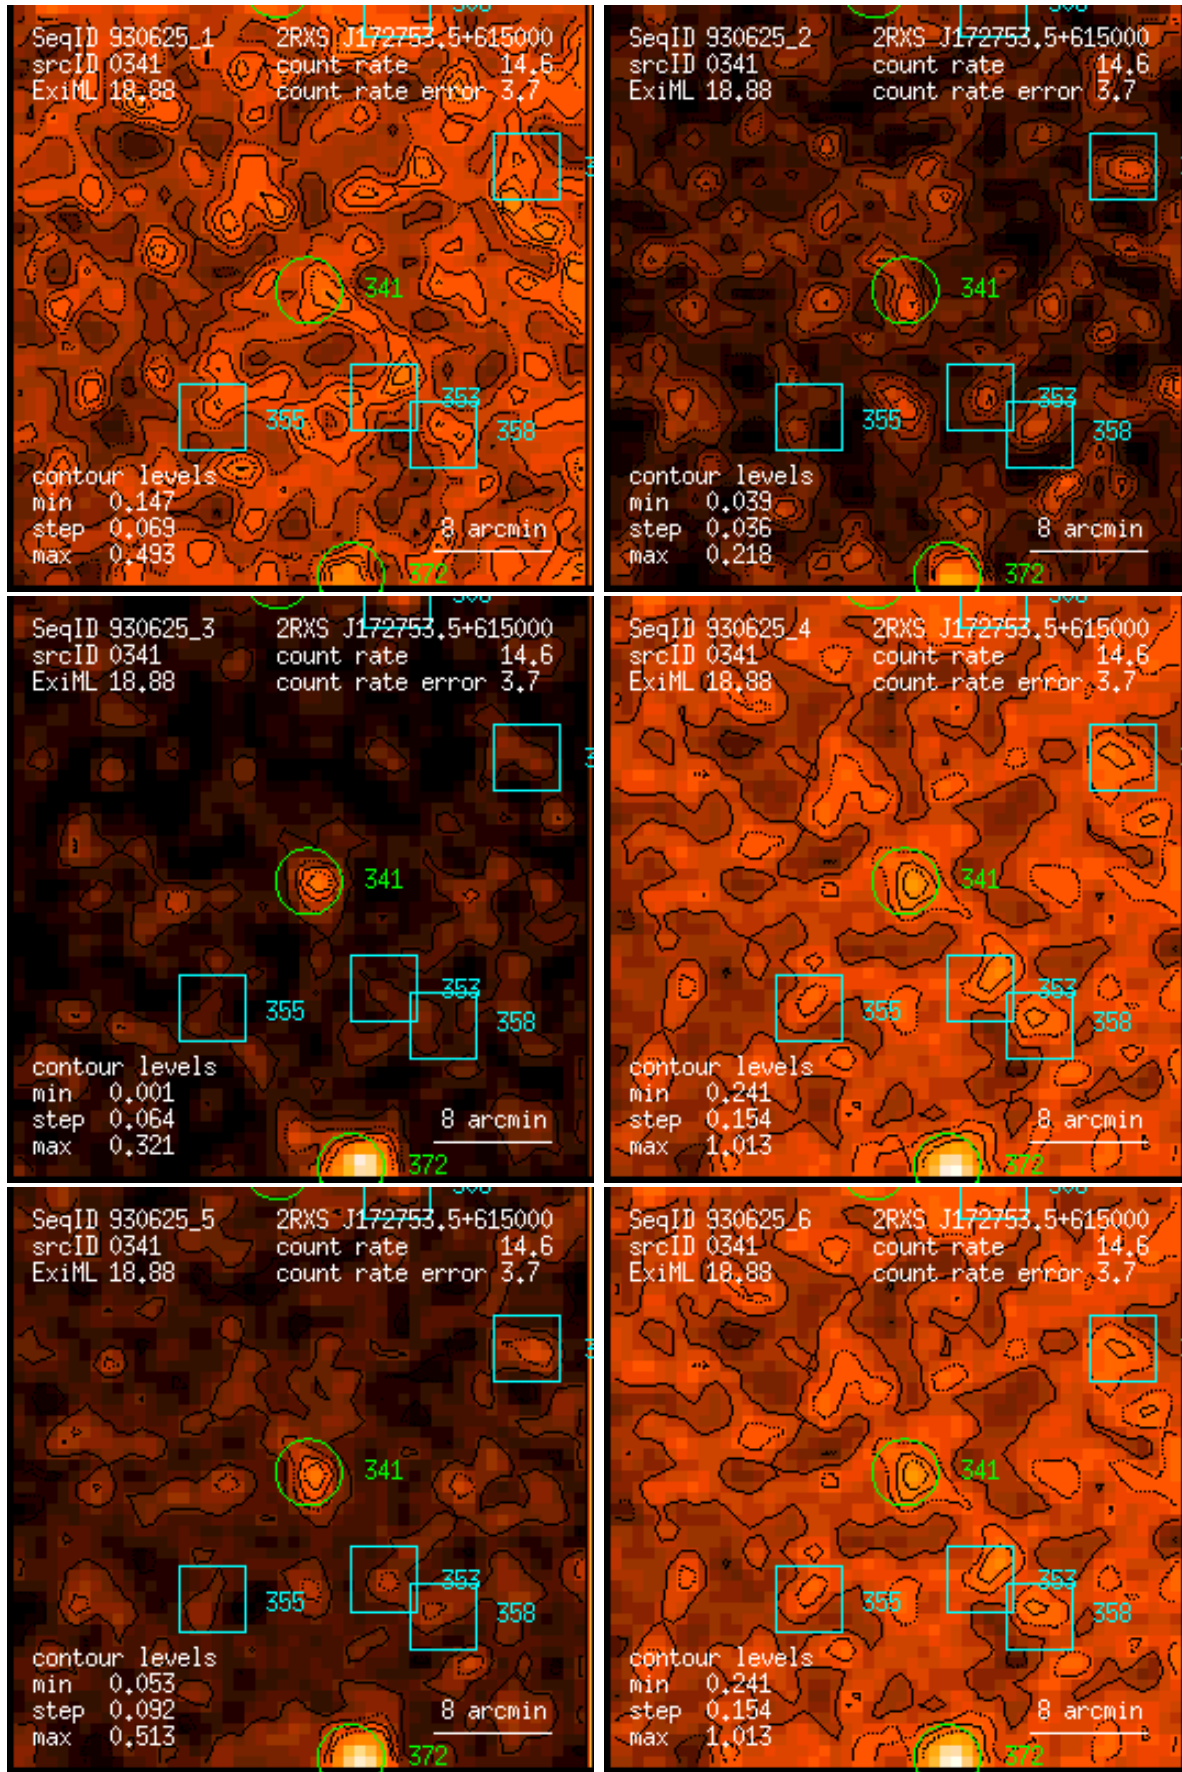 SeqID 930625_1 2RXS J172753.5+615000
srcID 0341 count rate 14.6
ExiML 18.88 count rate error 3.7
341
353
355
358
contour levels
min 0.147
step 0.069 8 arcmin
max 0.493
372
SeqID 930625_2 2RXS J172753.5+615000
srcID 0341 count rate 14.6
ExiML 18.88 count rate error 3.7
341
353
355
358
contour levels
min 0.039
step 0.036 8 arcmin
max 0.218
372
SeqID 930625_3 2RXS J172753.5+615000
srcID 0341 count rate 14.6
ExiML 18.88 count rate error 3.7
341
353
355
358
contour levels
min 0.001
step 0.064 8 arcmin
max 0.321
372
SeqID 930625_4 2RXS J172753.5+615000
srcID 0341 count rate 14.6
ExiML 18.88 count rate error 3.7
341
353
355
358
contour levels
min 0.241
step 0.154 8 arcmin
max 1.013
372
SeqID 930625_5 2RXS J172753.5+615000
srcID 0341 count rate 14.6
ExiML 18.88 count rate error 3.7
341
353
355
358
contour levels
min 0.053
step 0.092 8 arcmin
max 0.513
372
SeqID 930625_6 2RXS J172753.5+615000
srcID 0341 count rate 14.6
ExiML 18.88 count rate error 3.7
341
353
355
358
contour levels
min 0.241
step 0.154 8 arcmin
max 1.013
372